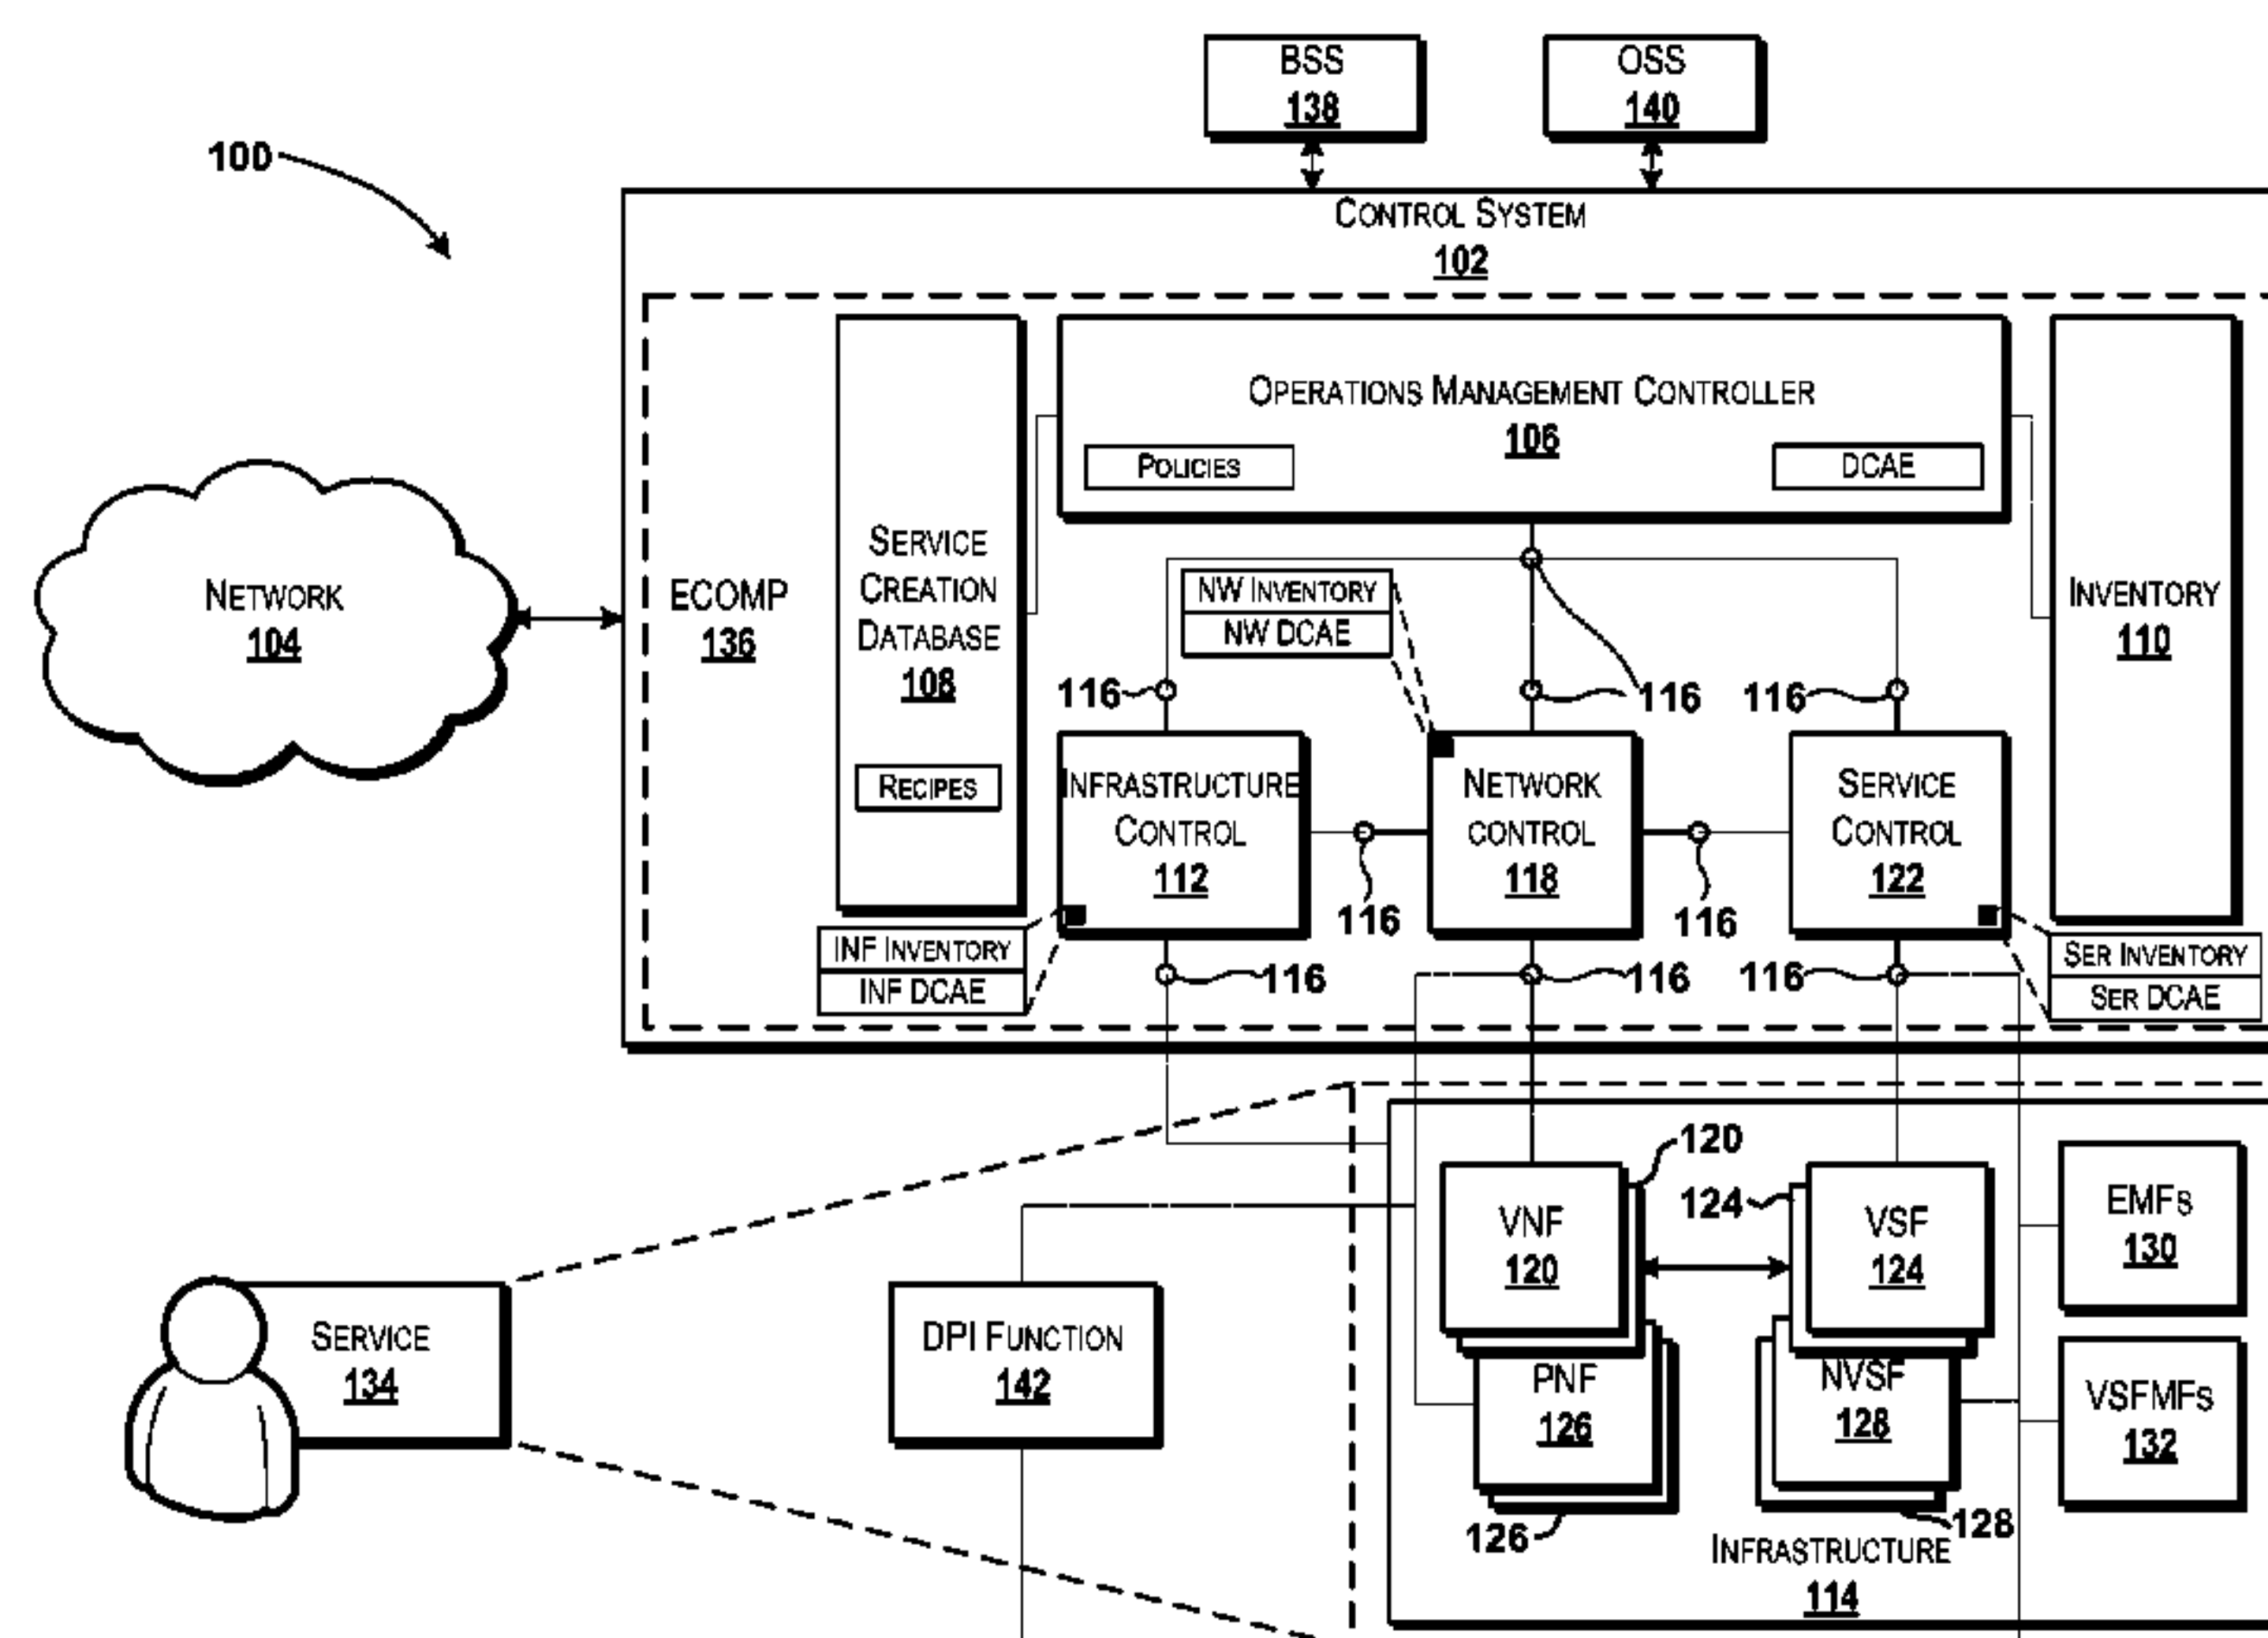 BSS
138
OSS
140
100
CONTROL SYSTEM
102
OPERATIONS MANAGEMENT CONTROLLER
106
POLICIES
DCAE
SERVICE
CREATION
DATABASE
108
RECIPES
NETWORK
104
ECOMP
136
NW INVENTORY
NW DCAE
INVENTORY
110
116
116
116
INFRASTRUCTURE
CONTROL
112
NETWORK
CONTROL
118
SERVICE
CONTROL
122
116
116
INF INVENTORY
INF DCAE
SER INVENTORY
SER DCAE
116
116
116
120
124
VNF
120
VSF
124
EMFS
130
SERVICE
134
DPI FUNCTION
142
PNF
126
NVSF
128
VSFMFS
132
126
128
INFRASTRUCTURE
114